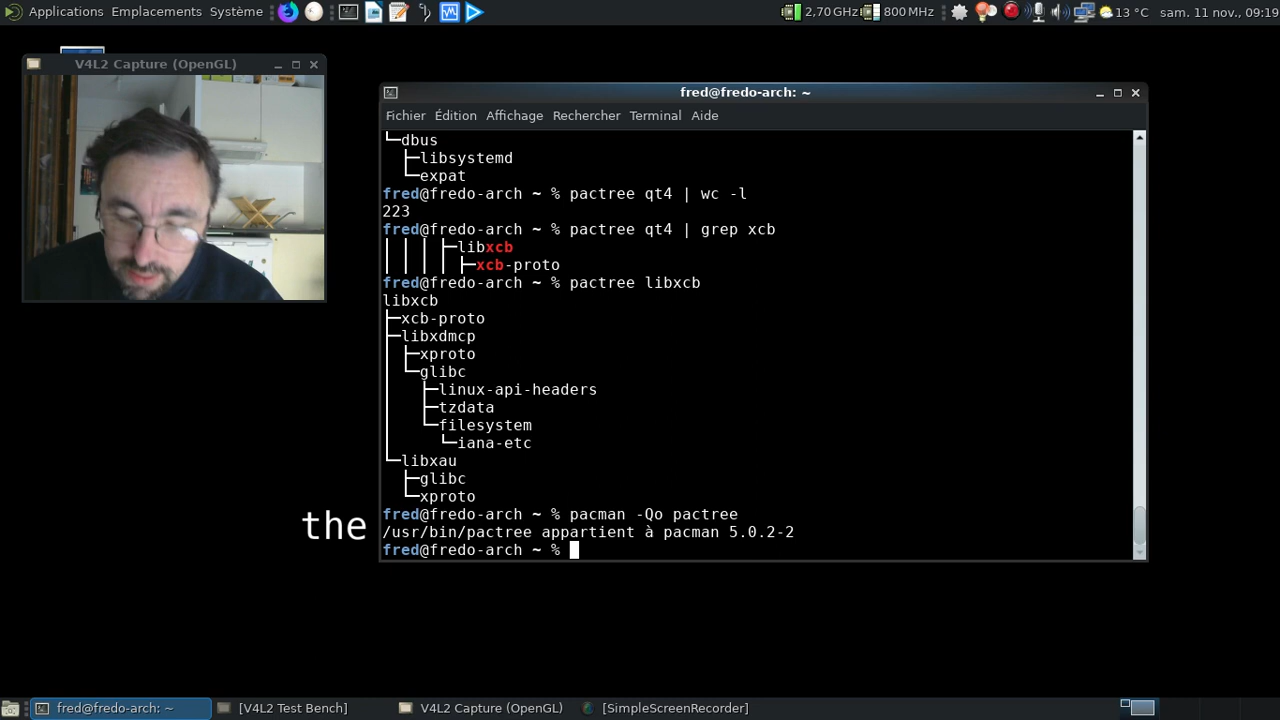 Applications Emplacements Système 2,70 GHz 800 MHz 13 °C sam. 11 nov., 09:19
V4L2 Capture (OpenGL)
fred@fredo-arch: ~
Fichier Édition Affichage Rechercher Terminal Aide
└─dbus
  ├─libsystemd
  └─expat
fred@fredo-arch ~ % pactree qt4 | wc -l
223
fred@fredo-arch ~ % pactree qt4 | grep xcb
│ │ │ ├─libxcb
│ │ │ │ ├─xcb-proto
fred@fredo-arch ~ % pactree libxcb
libxcb
├─xcb-proto
├─libxdmcp
│ ├─xproto
│ └─glibc
│   ├─linux-api-headers
│   ├─tzdata
│   └─filesystem
│     └─iana-etc
└─libxau
  ├─glibc
  └─xproto
fred@fredo-arch ~ % pacman -Qo pactree
/usr/bin/pactree appartient à pacman 5.0.2-2
fred@fredo-arch ~ %
the
fred@fredo-arch: ~ [V4L2 Test Bench] V4L2 Capture (OpenGL) [SimpleScreenRecorder]